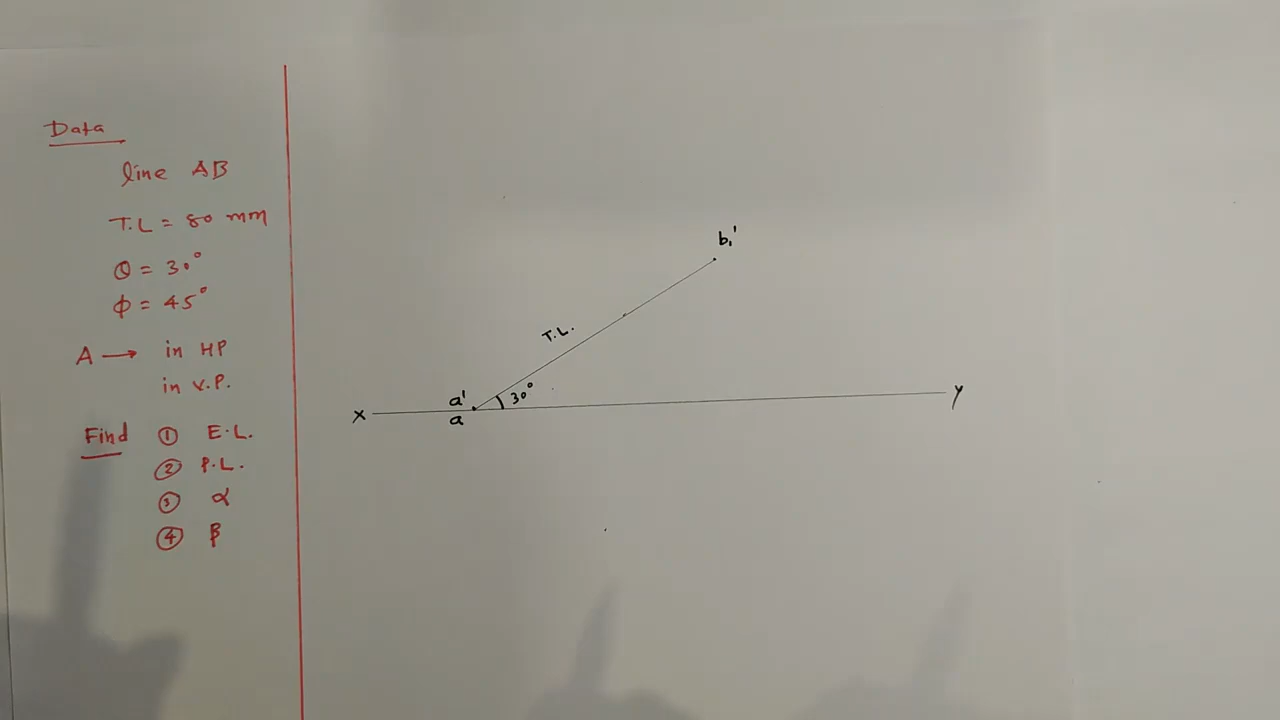 Data
line AB
T.L = 80 mm
θ = 30°
ϕ = 45°
A → in HP
in V.P.
Find ① E.L.
② P.L.
③ α
④ β
b₁'
T.L.
a' 30°
X Y
a